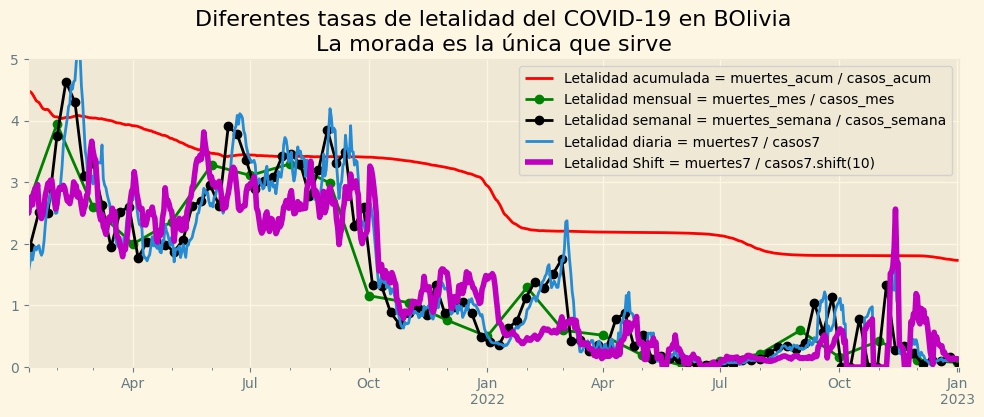 Diferentes tasas de letalidad del COVID-19 en BOlivia
La morada es la única que sirve
Letalidad acumulada = muertes_acum / casos_acum
Letalidad mensual = muertes_mes / casos_mes
Letalidad semanal = muertes_semana / casos_semana
Letalidad diaria = muertes7 / casos7
Letalidad Shift = muertes7 / casos7.shift(10)
5
4
3
2
1
0
Apr
Jul
Oct
Jan
2022
Apr
Jul
Oct
Jan
2023